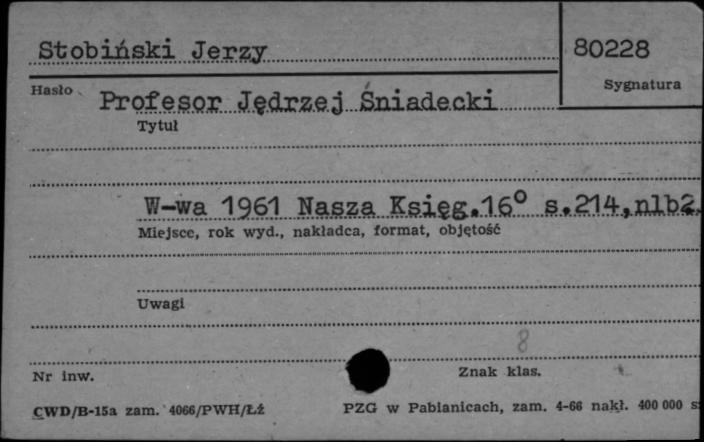 Stobiński Jerzy
80228
Hasło
Sygnatura
Profesor Jędrzej Śniadecki
Tytuł
W-wa 1961 Nasza Księg.16° s.214,nlb2.
Miejsce, rok wyd., nakładca, format, objętość
Uwagi
8
Nr inw.
Znak klas.
CWD/B-15a zam. 4066/PWH/Łź
PZG w Pabianicach, zam. 4-66 nakł. 400 000 s